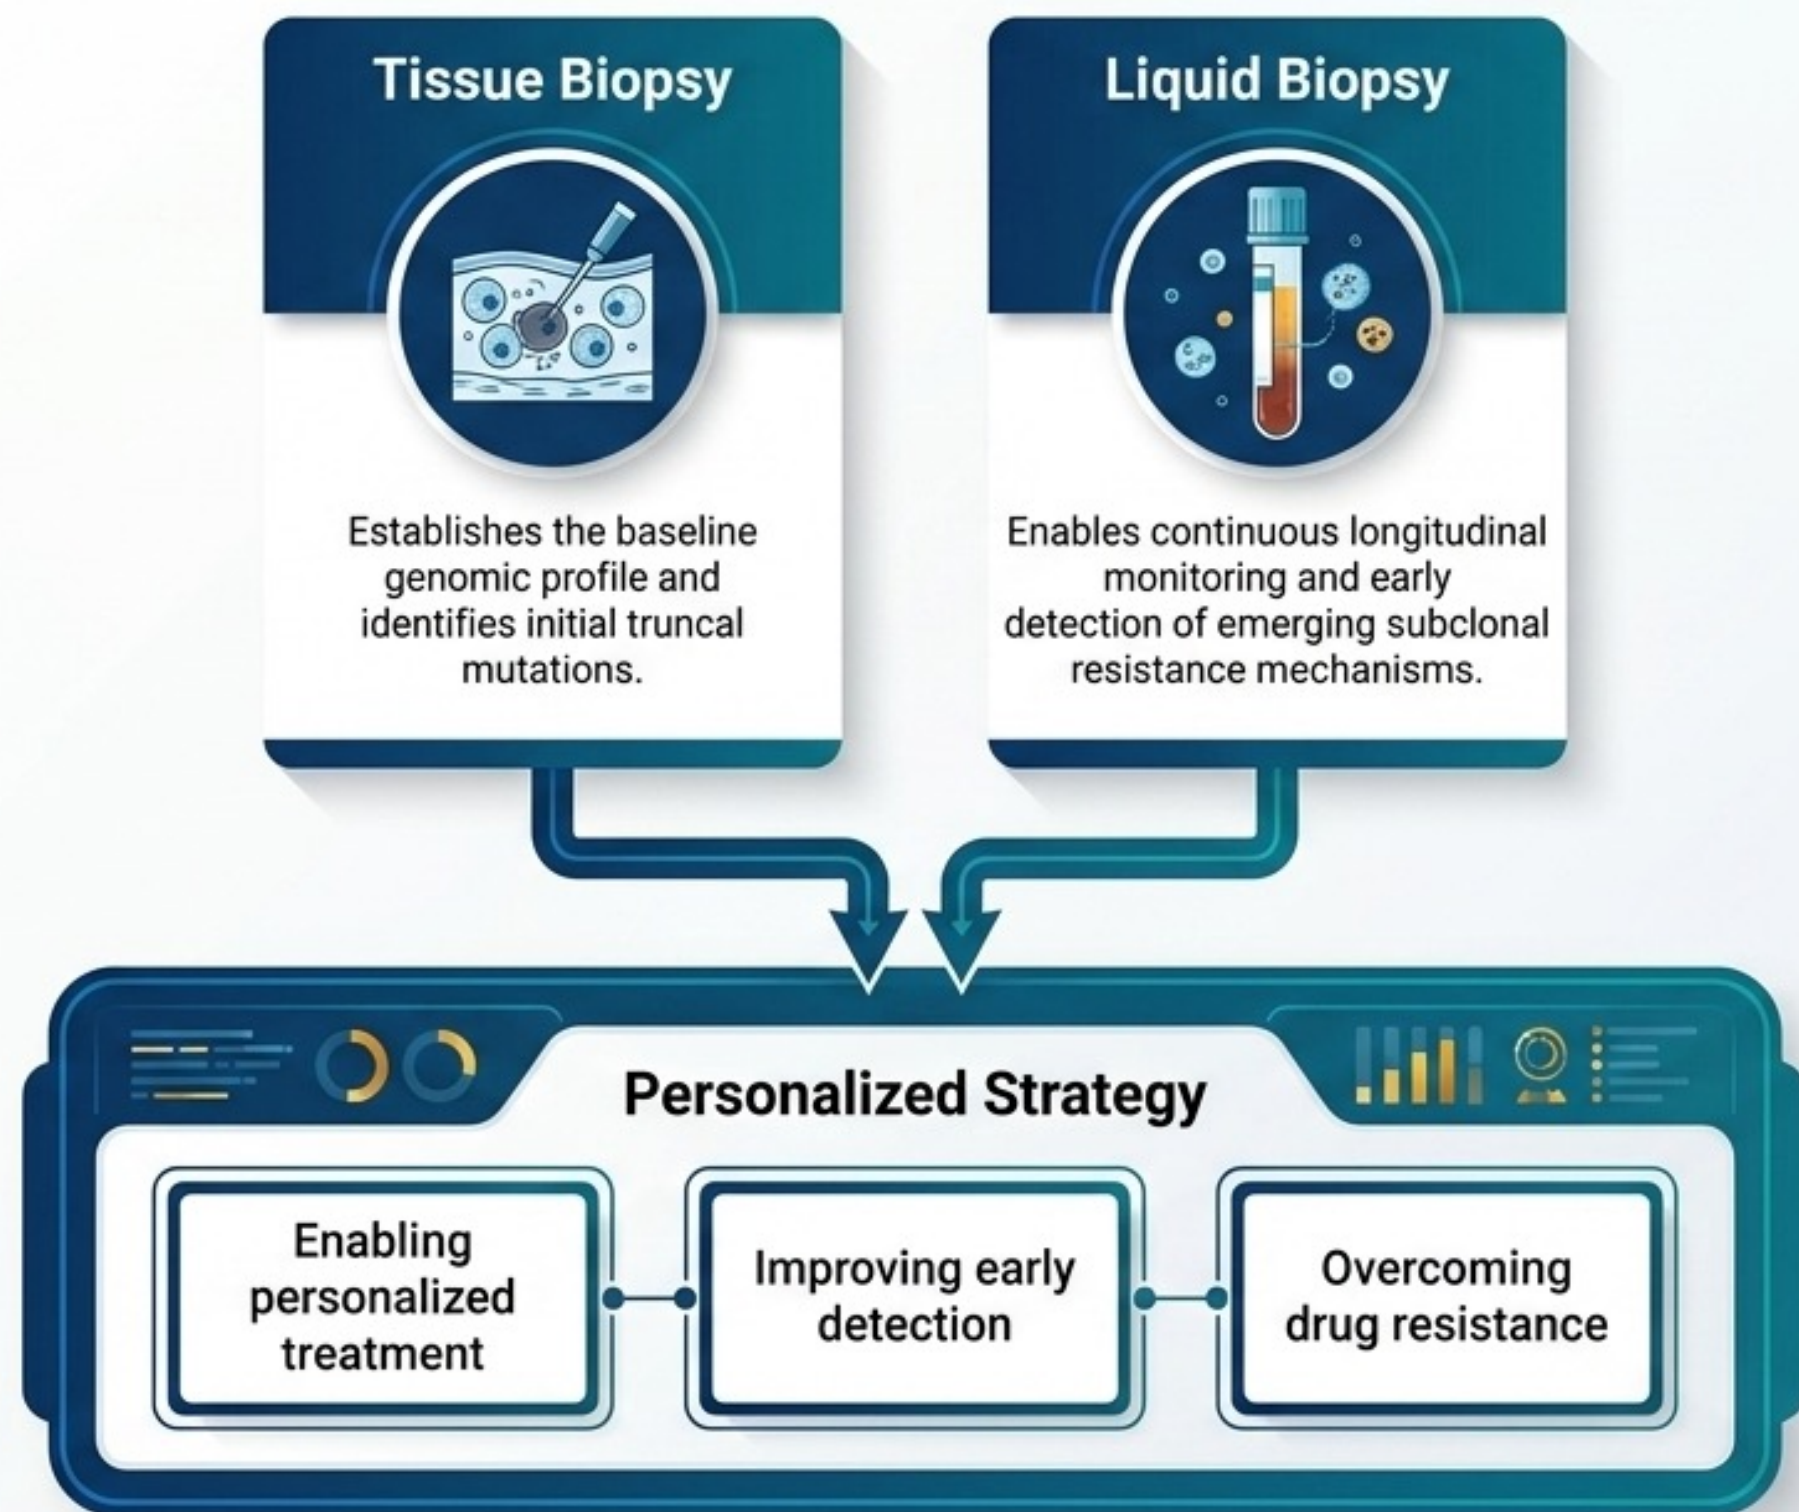 Tissue Biopsy
Establishes the baseline
genomic profile and
identifies initial truncal
mutations.
Liquid Biopsy
Enables continuous longitudinal
monitoring and early
detection of emerging subclonal
resistance mechanisms.
Personalized Strategy
Enabling
personalized
treatment
Improving early
detection
Overcoming
drug resistance